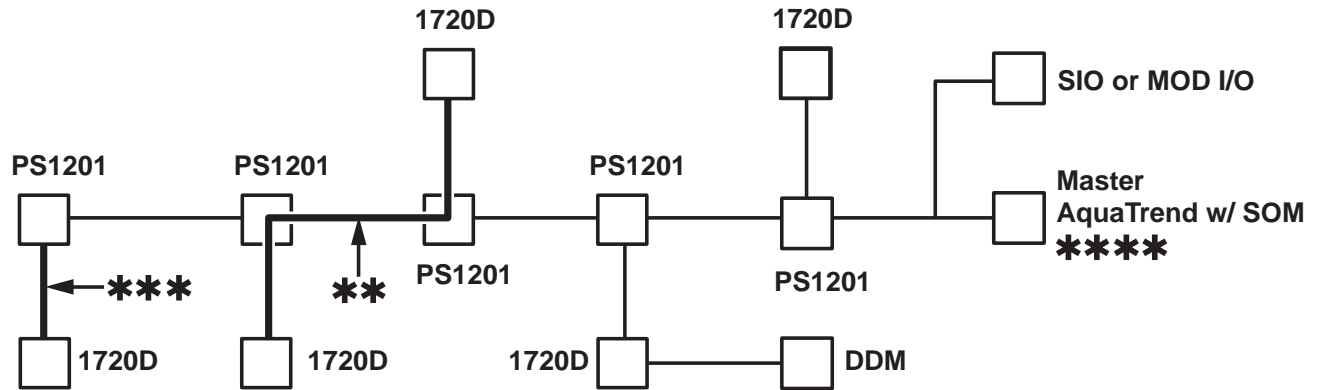 1720D
1720D
SIO or MOD I/O
PS1201
PS1201
PS1201
Master
AquaTrend w/ SOM
****
PS1201
PS1201
***
**
1720D
1720D
1720D
DDM